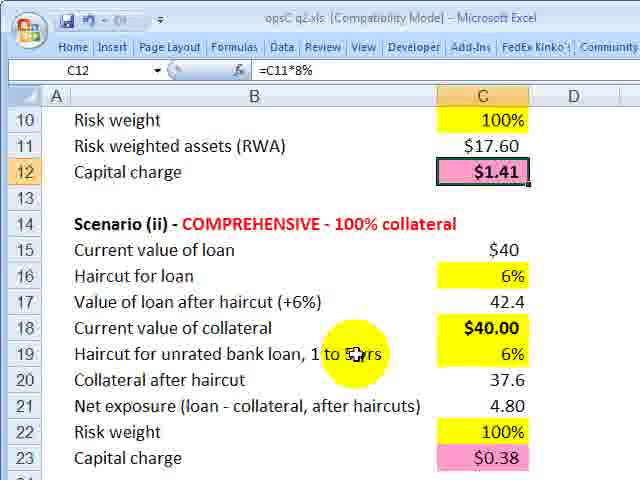 opsC q2.xls [Compatibility Mode] - Microsoft Excel
Home Insert Page Layout Formulas Data Review View Developer Add-Ins FedEx Kinko's Community
C12 fx =C11*8%
A B C D
10 Risk weight 100%
11 Risk weighted assets (RWA) $17.60
12 Capital charge $1.41
13
14 Scenario (ii) - COMPREHENSIVE - 100% collateral
15 Current value of loan $40
16 Haircut for loan 6%
17 Value of loan after haircut (+6%) 42.4
18 Current value of collateral $40.00
19 Haircut for unrated bank loan, 1 to 5 yrs 6%
20 Collateral after haircut 37.6
21 Net exposure (loan - collateral, after haircuts) 4.80
22 Risk weight 100%
23 Capital charge $0.38